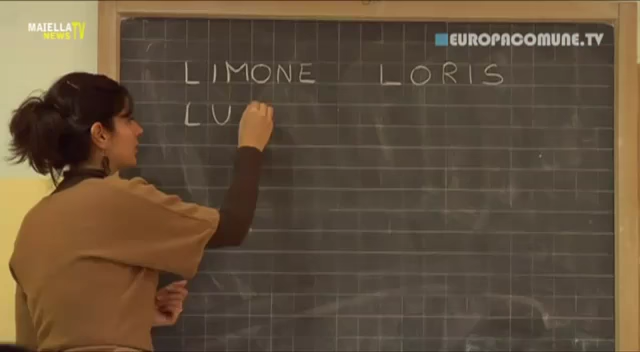 MAIELLA TV
NEWS
EUROPACOMUNE.TV
LIMONE LORIS
LU